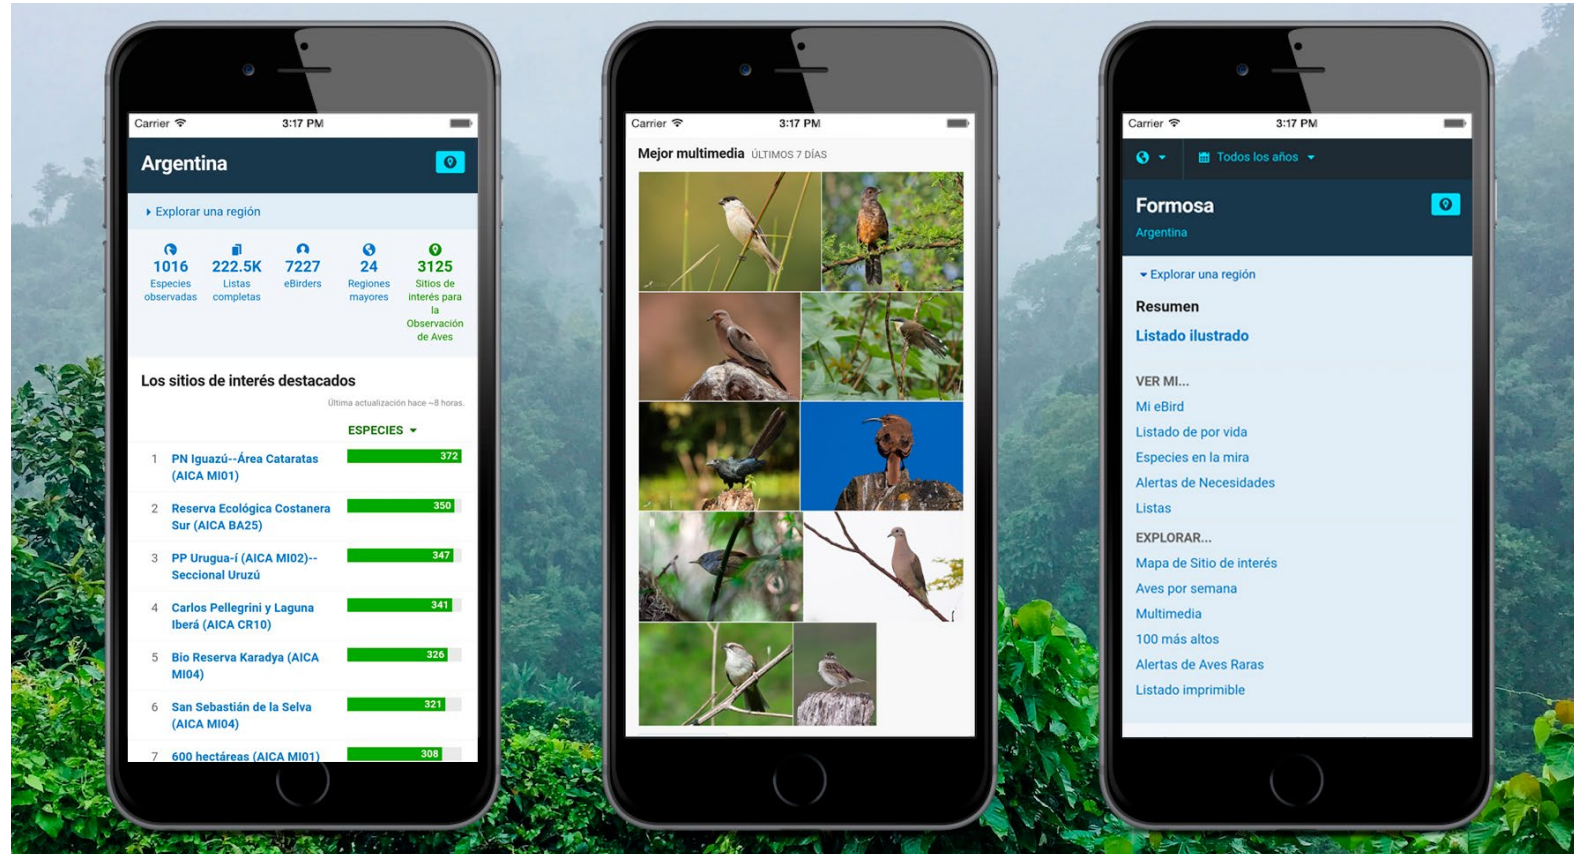 Carrier
3:17 PM
Argentina
Explorar una región
1016
Especies
observadas
222.5K
Listas
completas
7227
eBirders
24
Regiones
mayores
3125
Sitios de
interés para
la
Observación
de Aves
Los sitios de interés destacados
Última actualización hace ~8 horas.
ESPECIES
1 PN Iguazú--Área Cataratas 372
(AICA MI01)
2 Reserva Ecológica Costanera 350
Sur (AICA BA25)
3 PP Urugua-í (AICA MI02)-- 347
Seccional Uruzú
4 Carlos Pellegrini y Laguna 341
Iberá (AICA CR10)
5 Bio Reserva Karadya (AICA 326
MI04)
6 San Sebastián de la Selva 321
(AICA MI04)
7 600 hectáreas (AICA MI01) 308
Carrier
3:17 PM
Mejor multimedia ÚLTIMOS 7 DÍAS
Carrier
3:17 PM
Todos los años
Formosa
Argentina
Explorar una región
Resumen
Listado ilustrado
VER MI...
Mi eBird
Listado de por vida
Especies en la mira
Alertas de Necesidades
Listas
EXPLORAR...
Mapa de Sitio de interés
Aves por semana
Multimedia
100 más altos
Alertas de Aves Raras
Listado imprimible